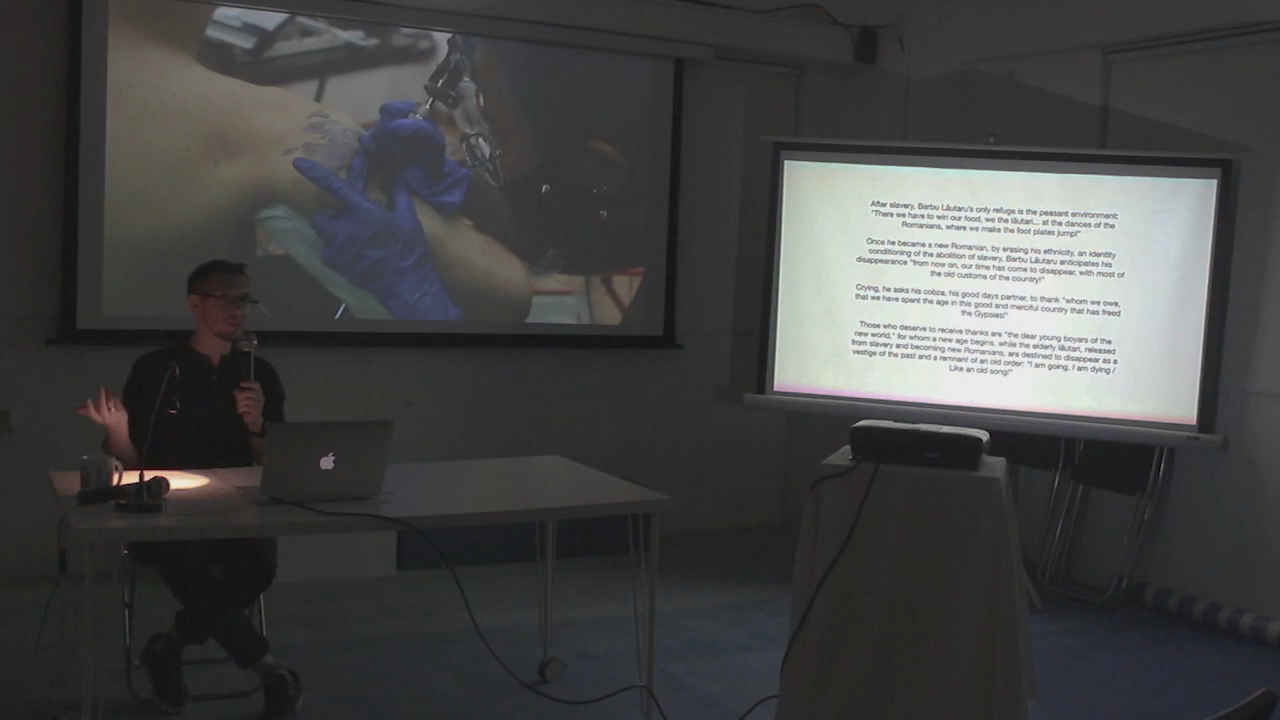 After slavery, Barbu Lăutaru's only refuge is the peasant environment:
"There we have to win our food, we the lăutari... at the dances of the
Romanians, where we make the foot plates jump!"
Once he became a new Romanian, by erasing his ethnicity, an identity
conditioning of the abolition of slavery, Barbu Lăutaru anticipates his
disappearance "from now on, our time has come to disappear, with most of
the old customs of the country!"
Crying, he asks his cobza, his good days partner, to thank "whom we owe,
that we have spent the age in this good and merciful country that has freed
the Gypsies!"
Those who deserve to receive thanks are "the dear young boyars of the
new world," for whom a new age begins, while the elderly lăutari, released
from slavery and becoming new Romanians, are destined to disappear as a
vestige of the past and a remnant of an old order: "I am going, I am dying /
Like an old song!"